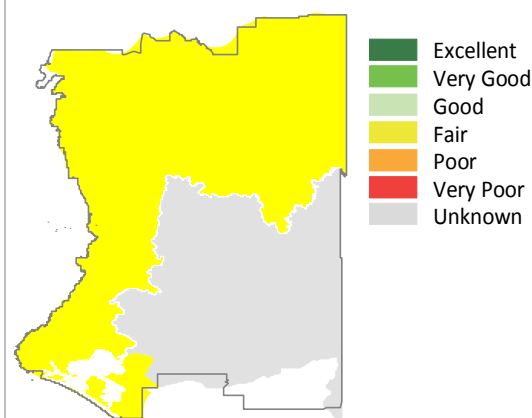 Excellent
Very Good
Good
Fair
Poor
Very Poor
Unknown